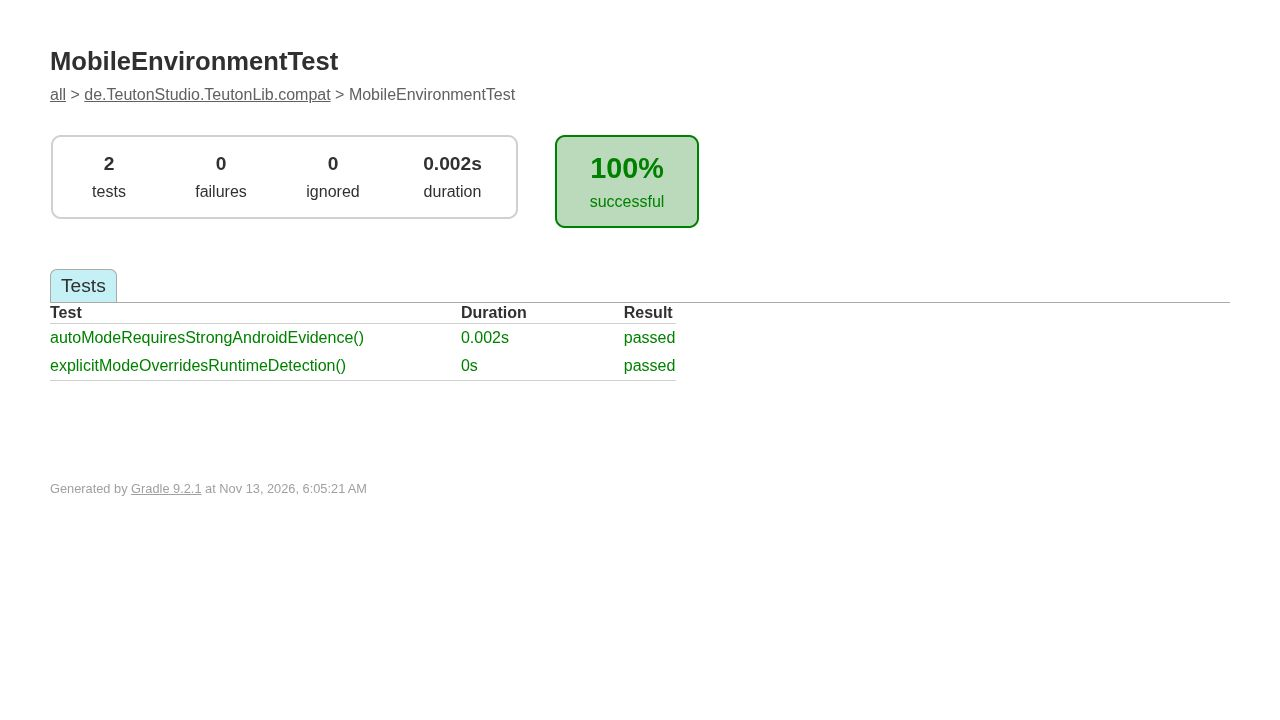 MobileEnvironmentTest
all > de.TeutonStudio.TeutonLib.compat > MobileEnvironmentTest
2 0 0 0.002s
tests failures ignored duration
100%
successful
Tests
Test Duration Result
autoModeRequiresStrongAndroidEvidence() 0.002s passed
explicitModeOverridesRuntimeDetection() 0s passed
Generated by Gradle 9.2.1 at Nov 13, 2026, 6:05:21 AM